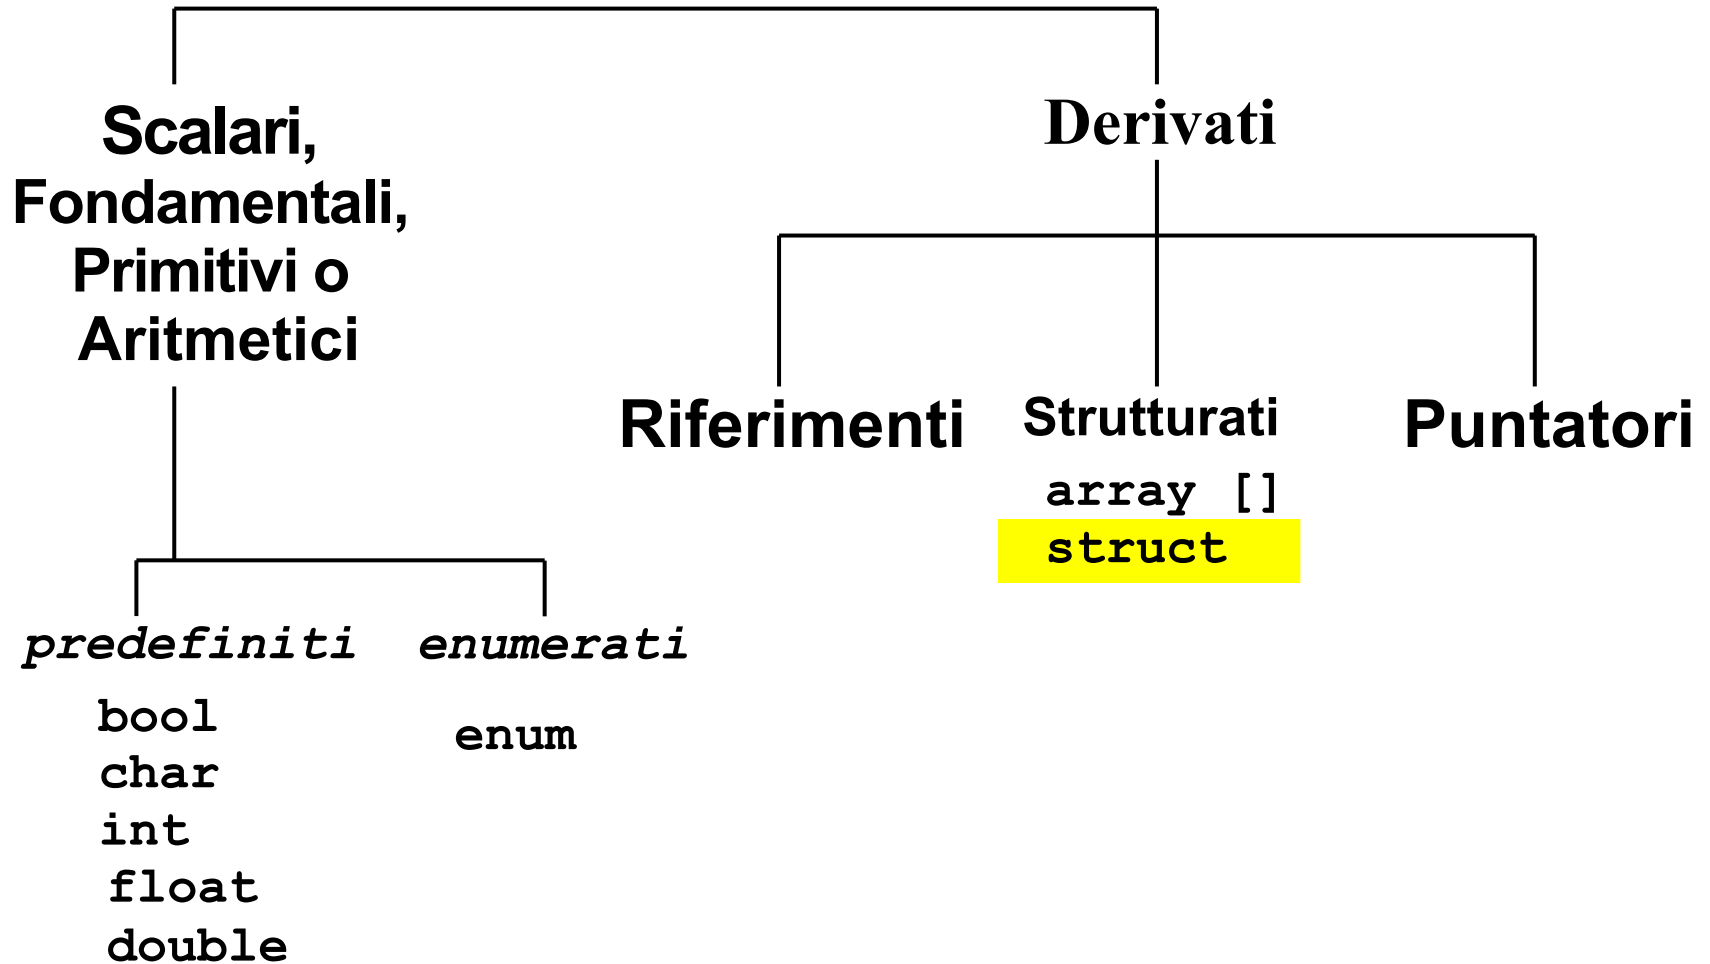 Scalari,
Fondamentali,
Primitivi o
Aritmetici
Derivati
Riferimenti
Strutturati
array []
struct
Puntatori
predefiniti
bool
char
int
float
double
enumerati
enum